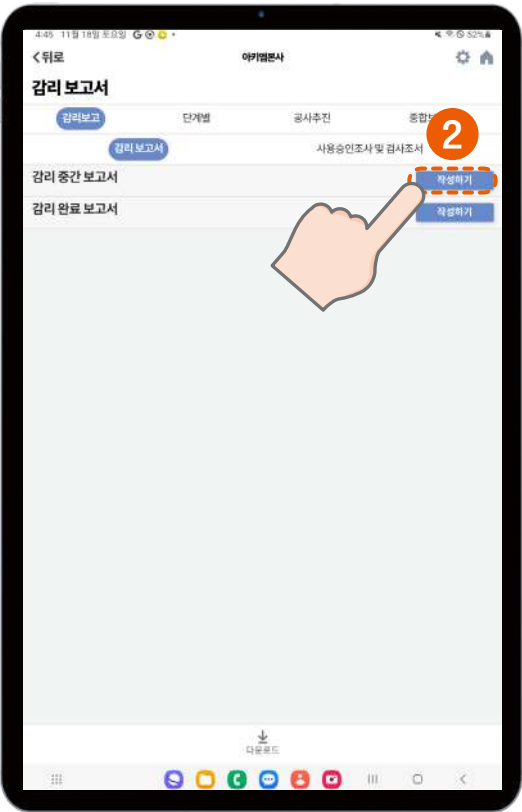 4:45 11월 18일 토요일 G
52%
<뒤로 아키엠본사
감리 보고서
감리보고 단계별 공사추진
2
감리 보고서 사용승인조사 및 검사조서
감리 중간 보고서 작성하기
감리 완료 보고서 작성하기
다운로드